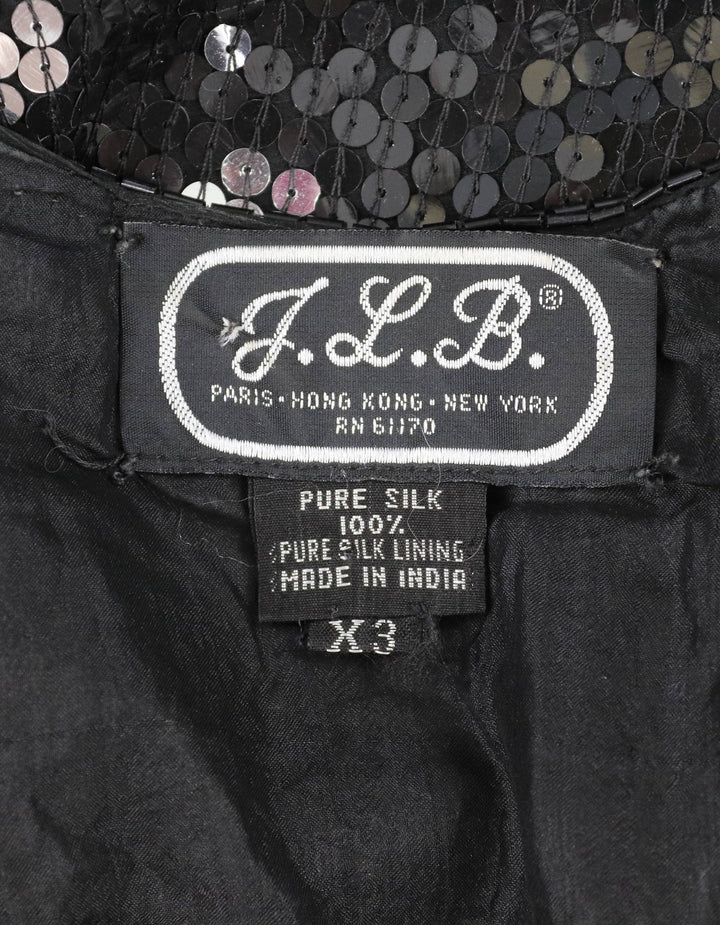 J.L.B.®
PARIS • HONG KONG • NEW YORK
RN 61170
PURE SILK
100%
PURE SILK LINING
MADE IN INDIA
X3